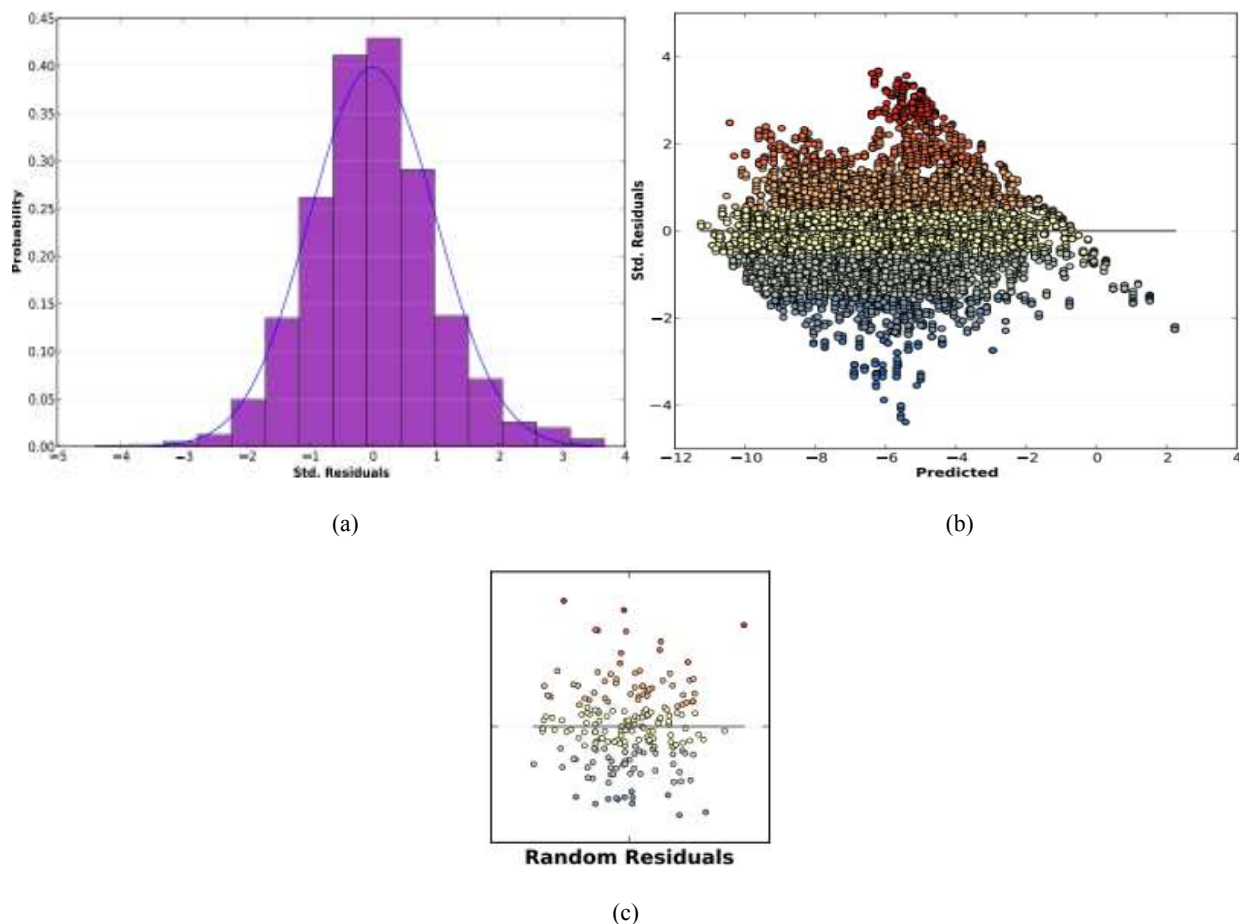 0.45
0.40
0.35
0.30
0.25
0.20
0.15
0.10
0.05
0.00
Probability
−5 −4 −3 −2 −1 0 1 2 3 4
Std. Residuals
(a)
4
2
0
−2
−4
Std. Residuals
−12 −10 −8 −6 −4 −2 0 2 4
Predicted
(b)
Random Residuals
(c)